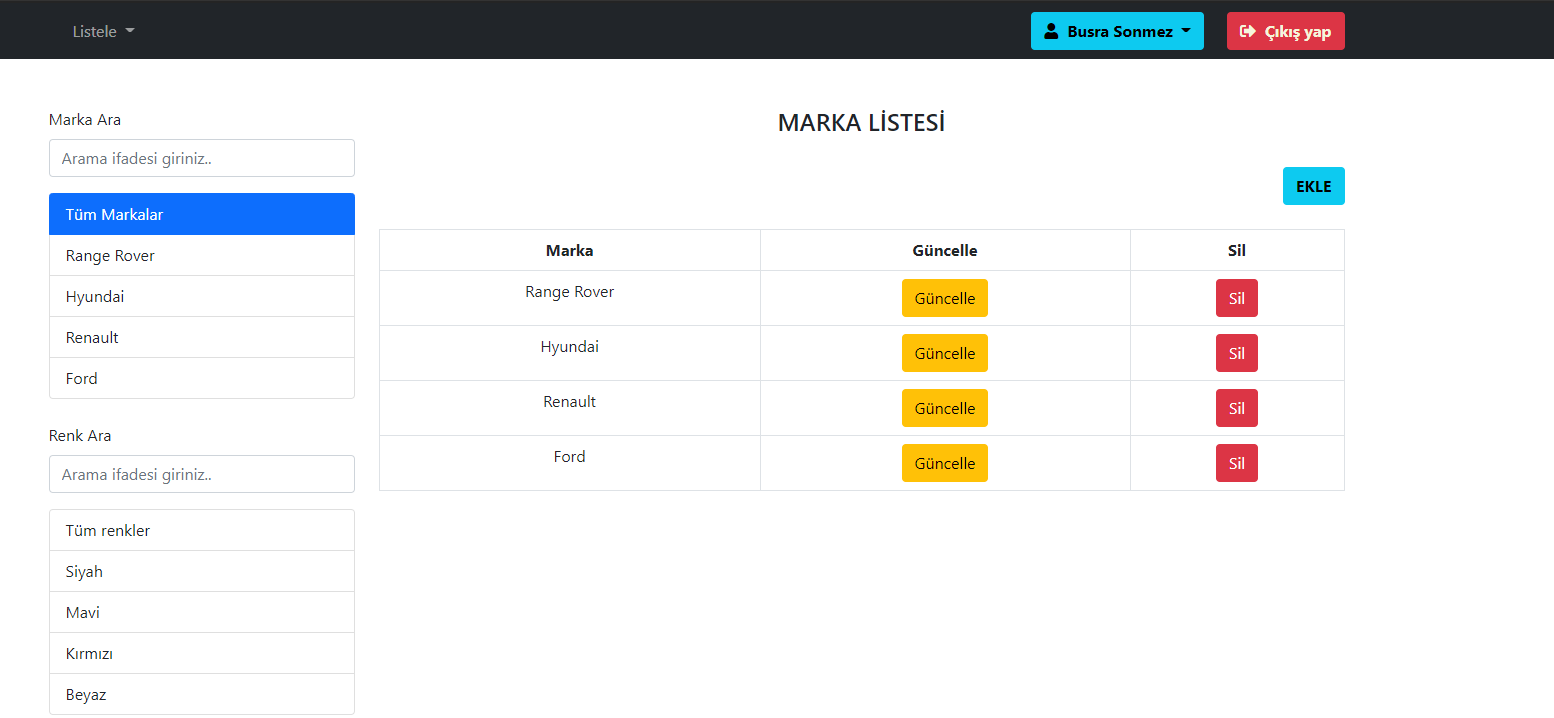 Listele
Busra Sonmez
Çıkış yap
Marka Ara
Arama ifadesi giriniz..
Tüm Markalar
Range Rover
Hyundai
Renault
Ford
Renk Ara
Arama ifadesi giriniz..
Tüm renkler
Siyah
Mavi
Kırmızı
Beyaz
MARKA LİSTESİ
EKLE
Marka Güncelle Sil
Range Rover Güncelle Sil
Hyundai Güncelle Sil
Renault Güncelle Sil
Ford Güncelle Sil